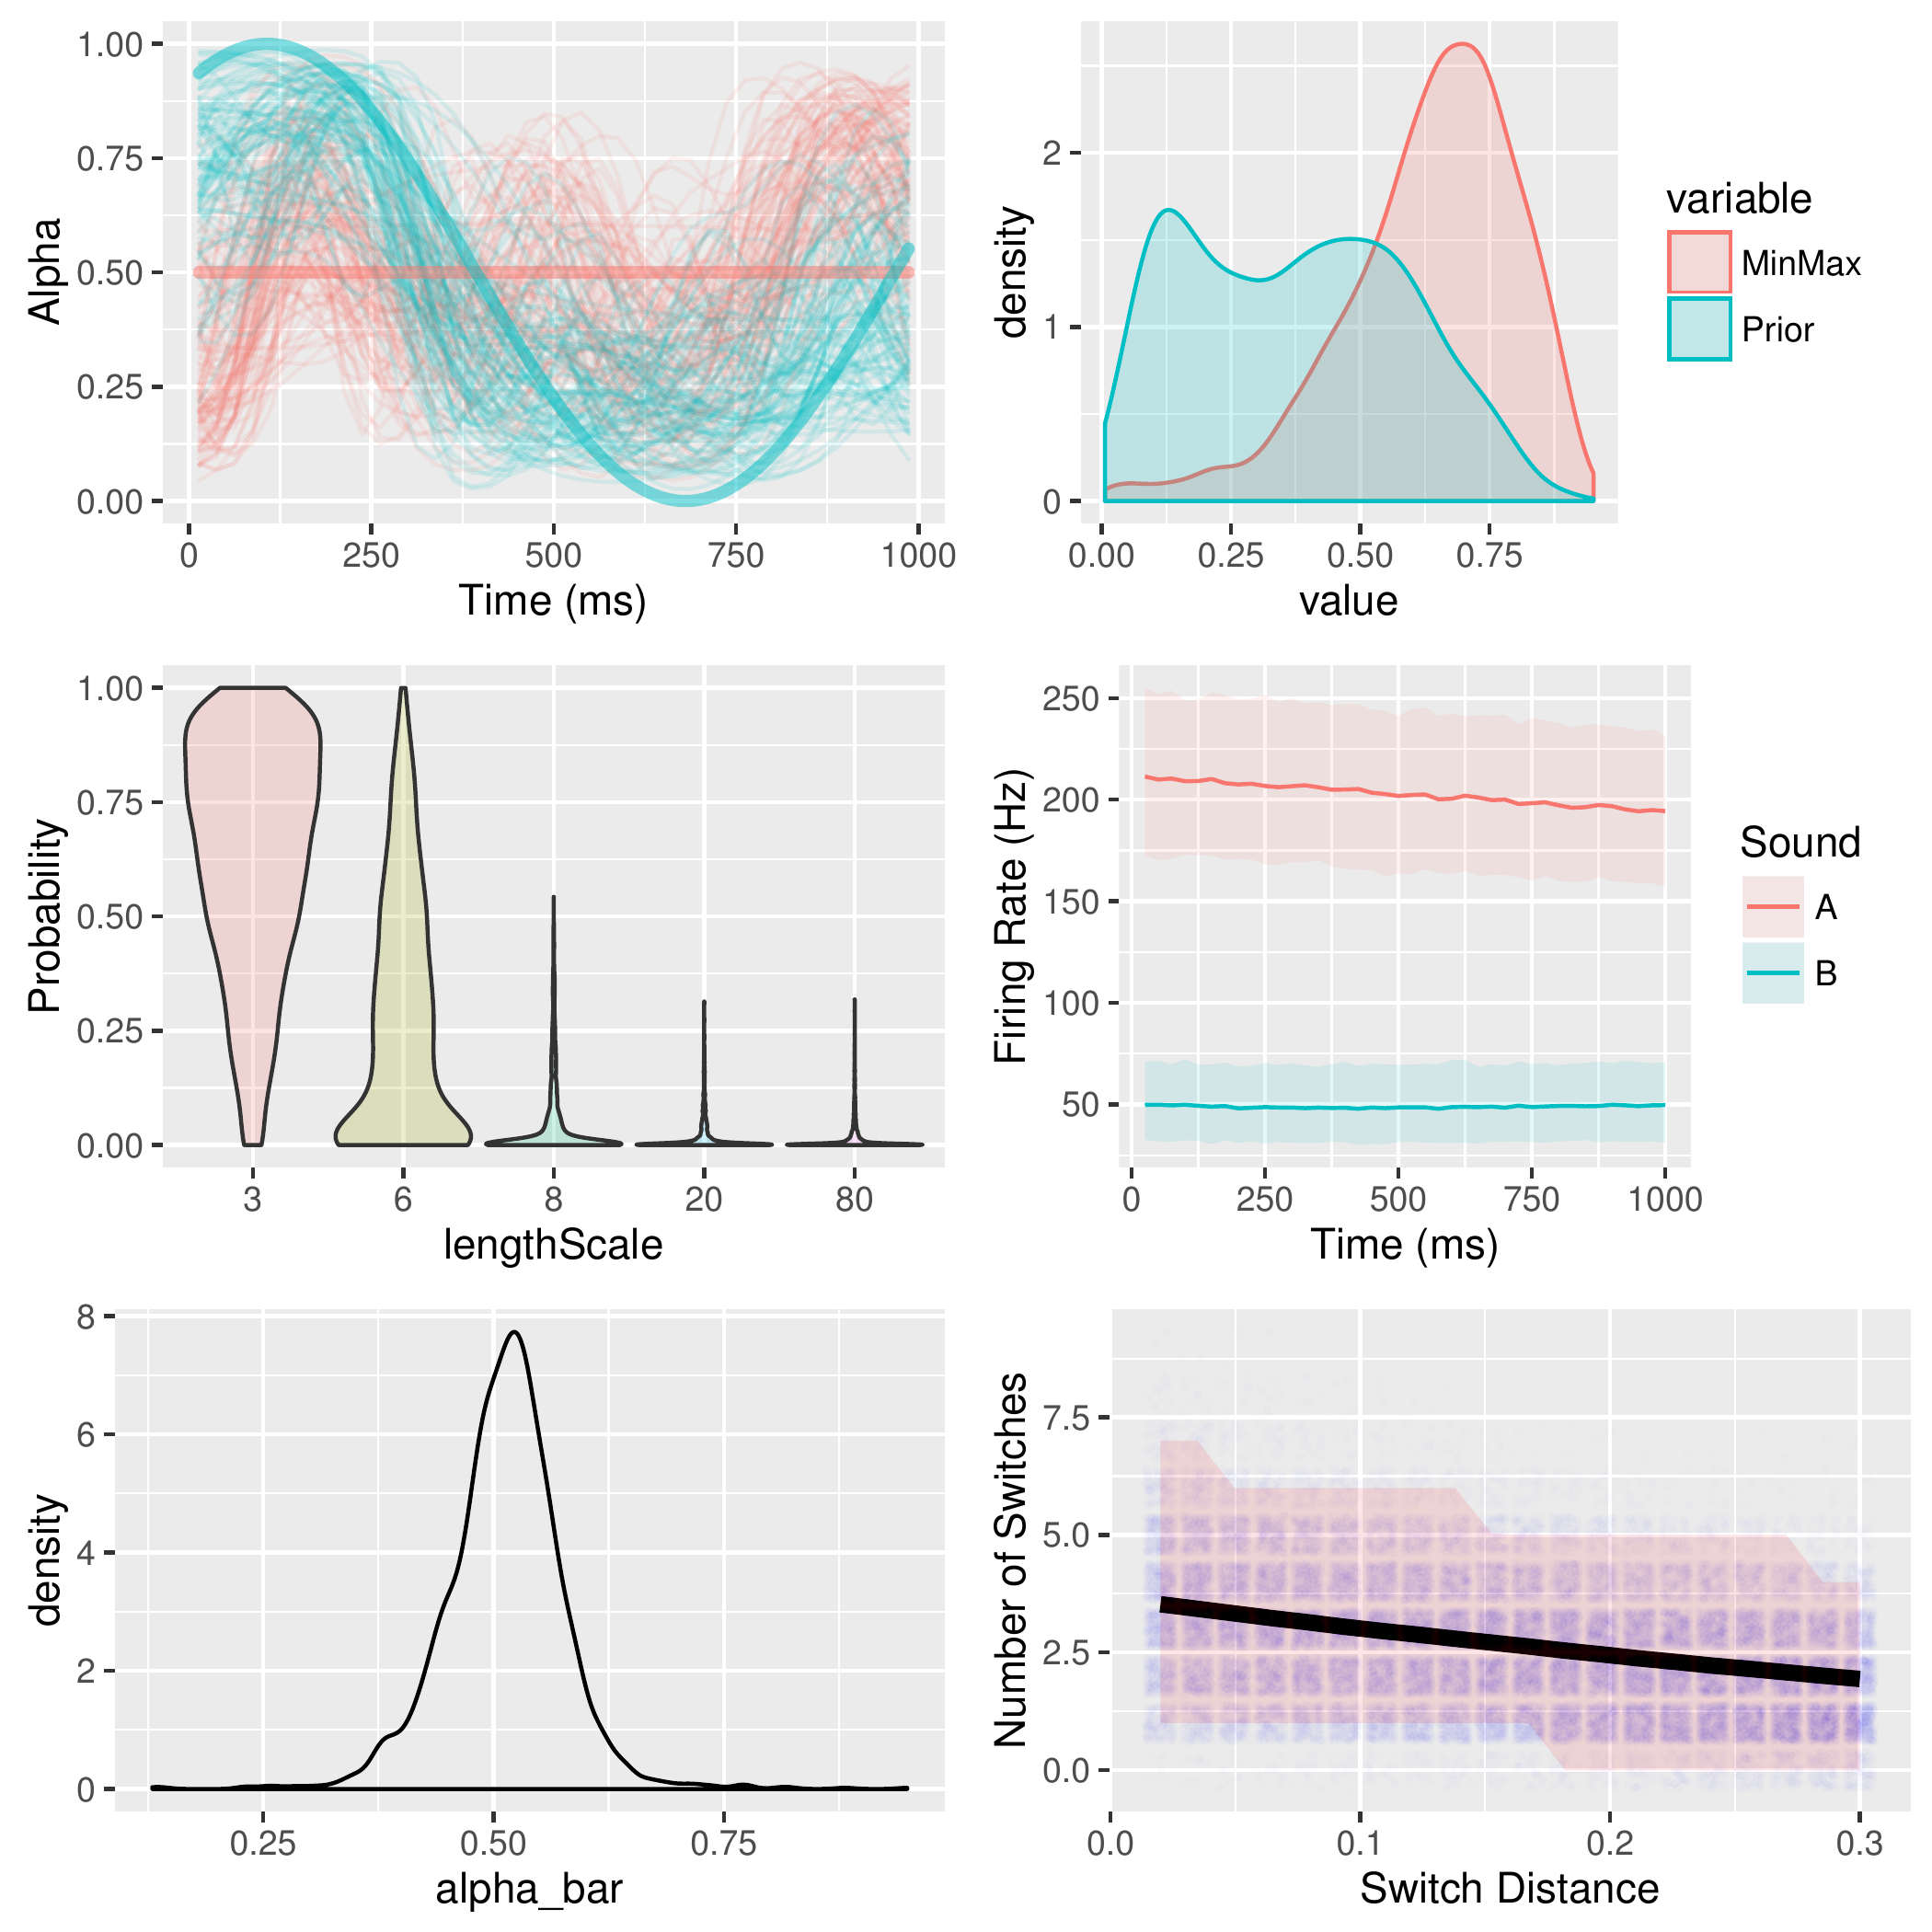 Alpha
1.00
0.75
0.50
0.25
0.00
0 250 500 750 1000
Time (ms)
density
2
1
0
0.00 0.25 0.50 0.75
value
variable
MinMax
Prior
Probability
1.00
0.75
0.50
0.25
0.00
3 6 8 20 80
lengthScale
Firing Rate (Hz)
250
200
150
100
50
0 250 500 750 1000
Time (ms)
Sound
A
B
density
8
6
4
2
0
0.25 0.50 0.75
alpha_bar
Number of Switches
7.5
5.0
2.5
0.0
0.0 0.1 0.2 0.3
Switch Distance